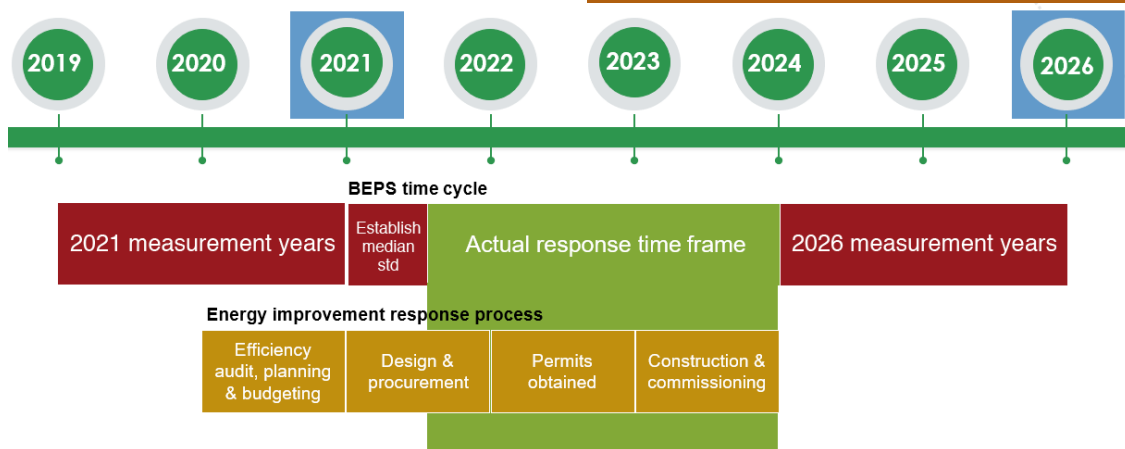 2019
2020
2021
2022
2023
2024
2025
2026
BEPS time cycle
2021 measurement years
Establish
median
std
Actual response time frame
2026 measurement years
Energy improvement response process
Efficiency
audit, planning
& budgeting
Design &
procurement
Permits
obtained
Construction &
commissioning